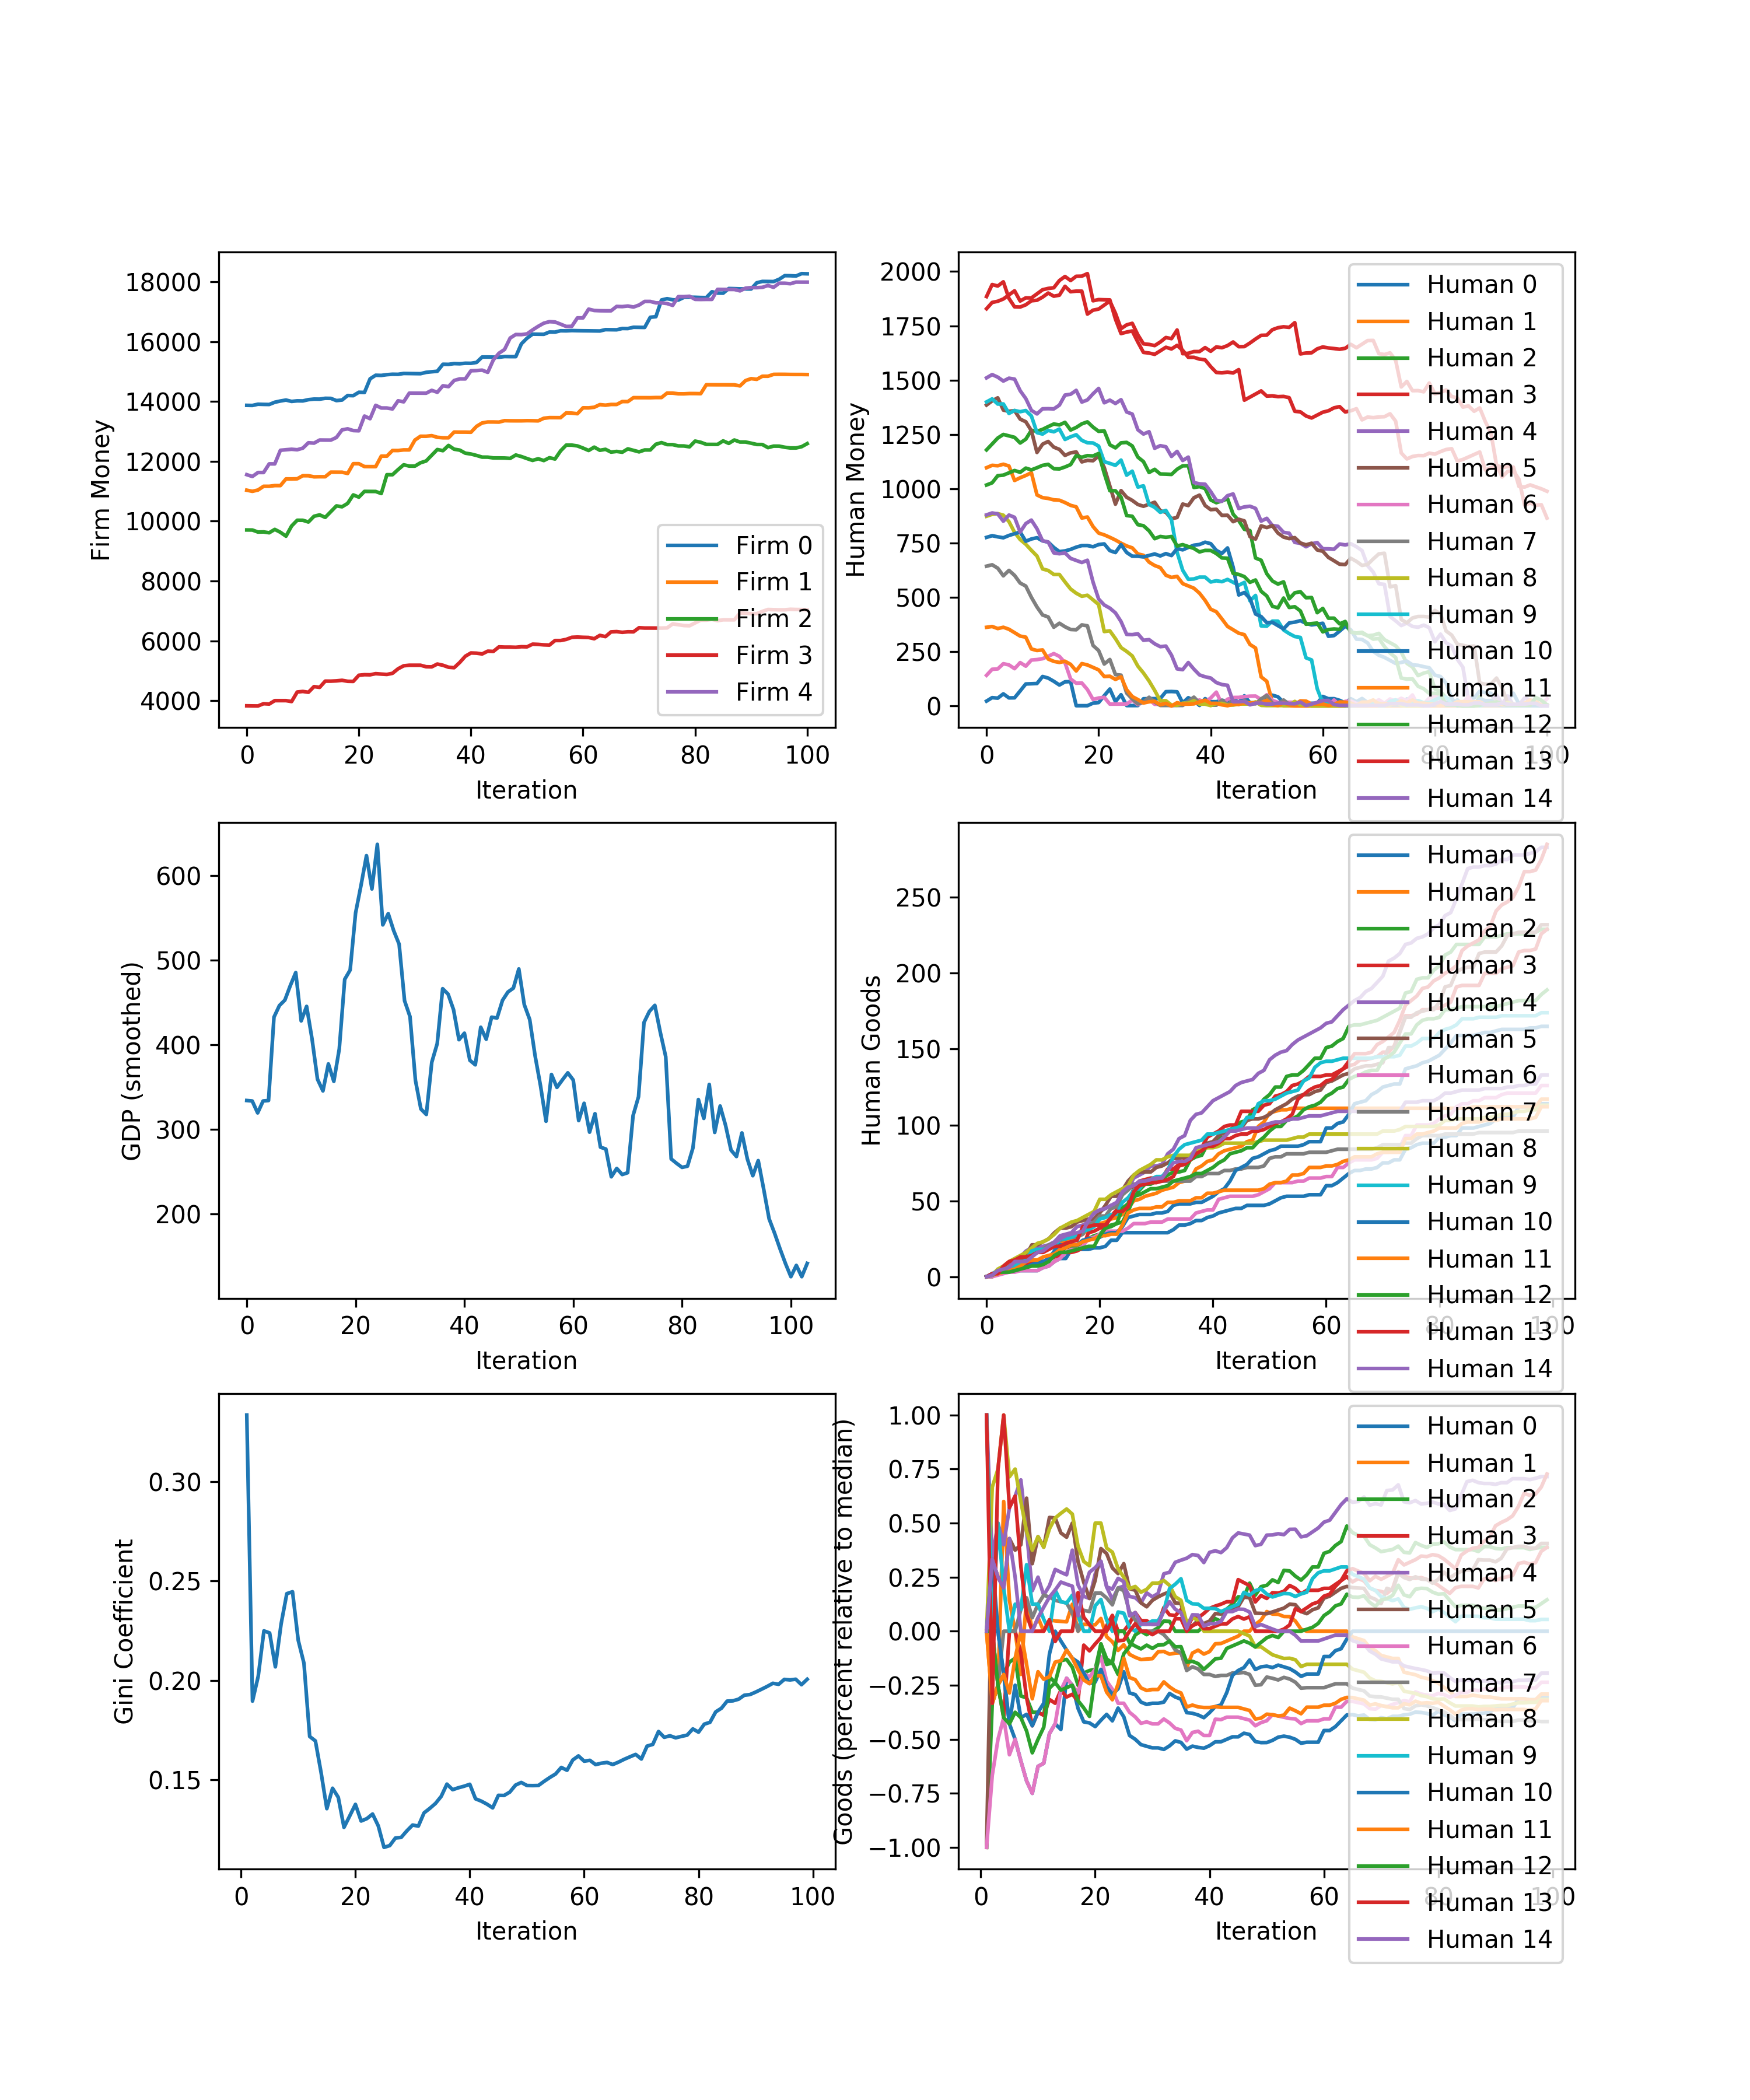 18000
16000
14000
12000
10000
8000
6000
4000
Firm Money
0 20 40 60 80 100
Iteration
Firm 0
Firm 1
Firm 2
Firm 3
Firm 4
2000
1750
1500
1250
1000
750
500
250
0
Human Money
0 20 40 60 80 100
Iteration
Human 0
Human 1
Human 2
Human 3
Human 4
Human 5
Human 6
Human 7
Human 8
Human 9
Human 10
Human 11
Human 12
Human 13
Human 14
600
500
400
300
200
GDP (smoothed)
0 20 40 60 80 100
Iteration
250
200
150
100
50
0
Human Goods
0 20 40 60 80 100
Iteration
Human 0
Human 1
Human 2
Human 3
Human 4
Human 5
Human 6
Human 7
Human 8
Human 9
Human 10
Human 11
Human 12
Human 13
Human 14
0.30
0.25
0.20
0.15
Gini Coefficient
0 20 40 60 80 100
Iteration
1.00
0.75
0.50
0.25
0.00
−0.25
−0.50
−0.75
−1.00
Goods (percent relative to median)
0 20 40 60 80 100
Iteration
Human 0
Human 1
Human 2
Human 3
Human 4
Human 5
Human 6
Human 7
Human 8
Human 9
Human 10
Human 11
Human 12
Human 13
Human 14